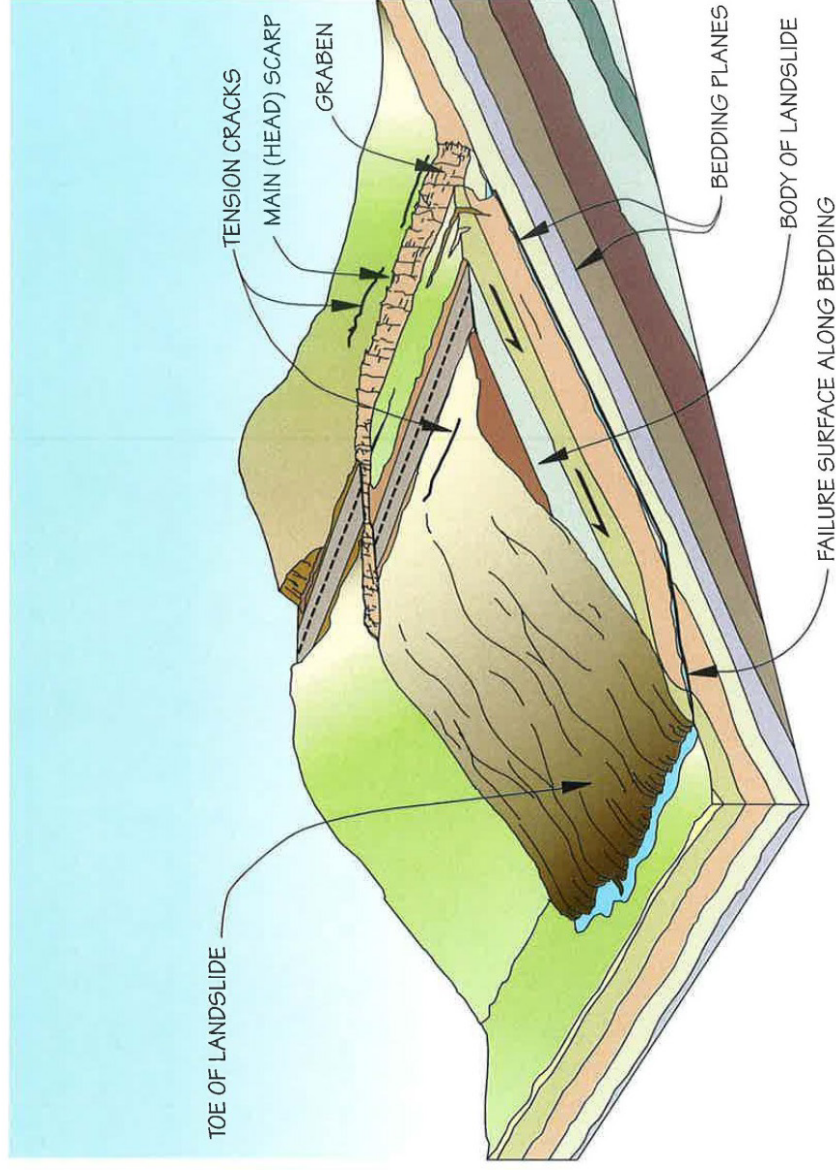 TENSION CRACKS
MAIN (HEAD) SCARP
GRABEN
TOE OF LANDSLIDE
BEDDING PLANES
BODY OF LANDSLIDE
FAILURE SURFACE ALONG BEDDING